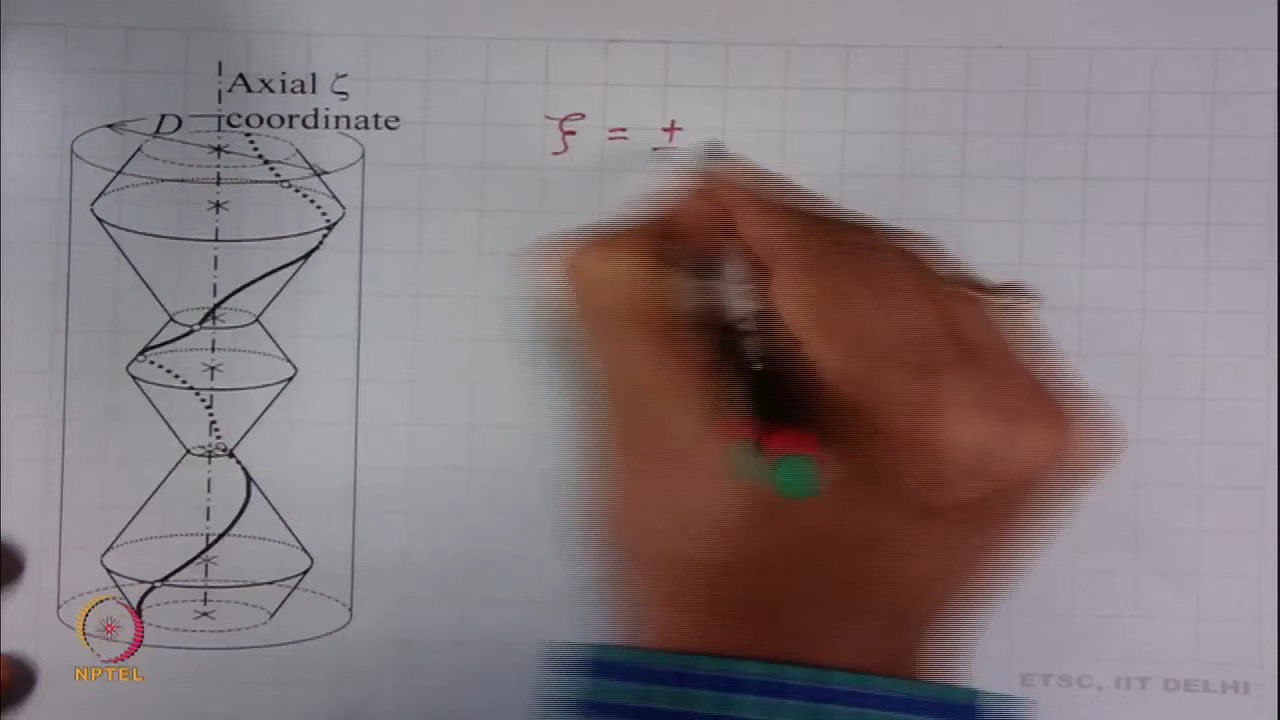 Axial ζ
coordinate
D
ξ = ±
NPTEL
ETSC, IIT DELHI